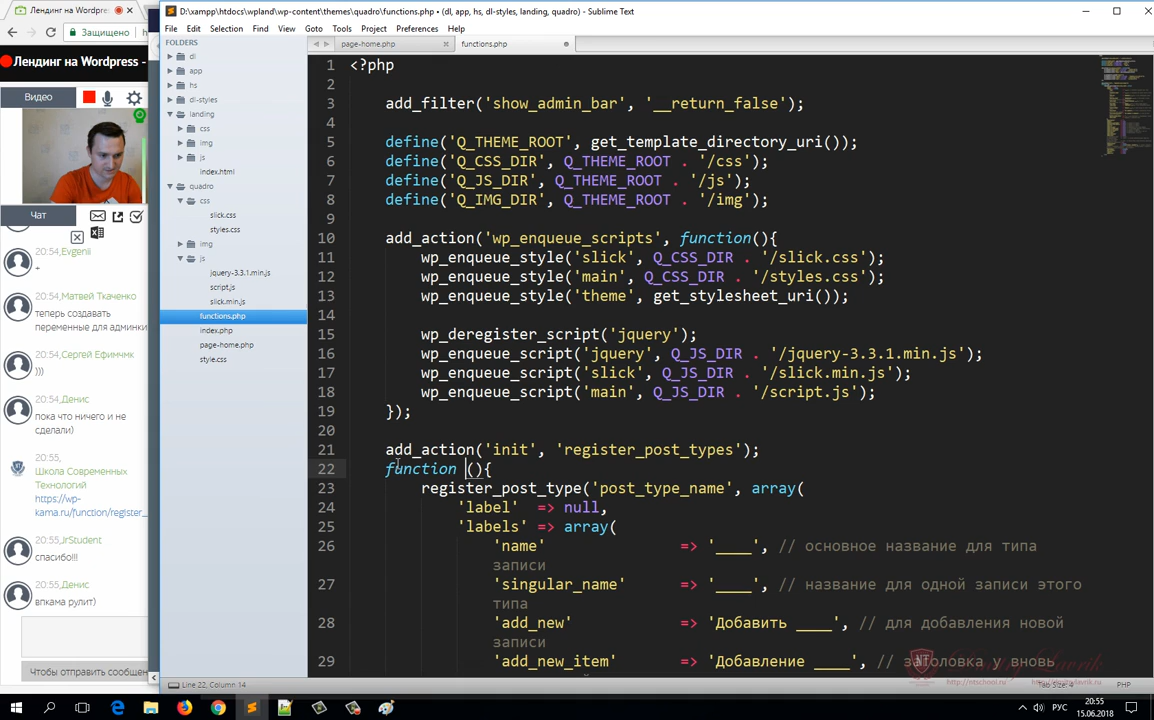 Лендинг на W
Защищено
Лендинг на Wordpress -
Видео
Чат
20:54,Evgenii
+
20:54,Матвей Ткаченко
теперь создавать
переменные для админки
20:54,Сергей Ефимчмк
)))
20:54,Денис
пока что ничего и не
сделали)
20:55,
Школа Современных
Технологий
https://wp-
kama.ru/function/register_
20:55,JrStudent
спасибо!!!
20:55,Денис
впкама рулит)
Чтобы отправить сообщен
D:\xampp\htdocs\wpland\wp-content\themes\quadro\functions.php • (dl, app, hs, dl-styles, landing, quadro) - Sublime Text
File Edit Selection Find View Goto Tools Project Preferences Help
FOLDERS
dl
app
hs
dl-styles
landing
css
img
js
index.html
quadro
css
slick.css
styles.css
img
js
jquery-3.3.1.min.js
script.js
slick.min.js
functions.php
index.php
page-home.php
style.css
page-home.php
functions.php
1 <?php
2
3 add_filter('show_admin_bar', '__return_false');
4
5 define('Q_THEME_ROOT', get_template_directory_uri());
6 define('Q_CSS_DIR', Q_THEME_ROOT . '/css');
7 define('Q_JS_DIR', Q_THEME_ROOT . '/js');
8 define('Q_IMG_DIR', Q_THEME_ROOT . '/img');
9
10 add_action('wp_enqueue_scripts', function(){
11 wp_enqueue_style('slick', Q_CSS_DIR . '/slick.css');
12 wp_enqueue_style('main', Q_CSS_DIR . '/styles.css');
13 wp_enqueue_style('theme', get_stylesheet_uri());
14
15 wp_deregister_script('jquery');
16 wp_enqueue_script('jquery', Q_JS_DIR . '/jquery-3.3.1.min.js');
17 wp_enqueue_script('slick', Q_JS_DIR . '/slick.min.js');
18 wp_enqueue_script('main', Q_JS_DIR . '/script.js');
19 });
20
21 add_action('init', 'register_post_types');
22 function (){
23 register_post_type('post_type_name', array(
24 'label' => null,
25 'labels' => array(
26 'name' => '____', // основное название для типа
записи
27 'singular_name' => '____', // название для одной записи этого
типа
28 'add_new' => 'Добавить ____', // для добавления новой
записи
29 'add_new_item' => 'Добавление ____', // заголовка у вновь
Line 22, Column 14
Tab Size: 4
PHP
РУС
20:55
15.06.2018